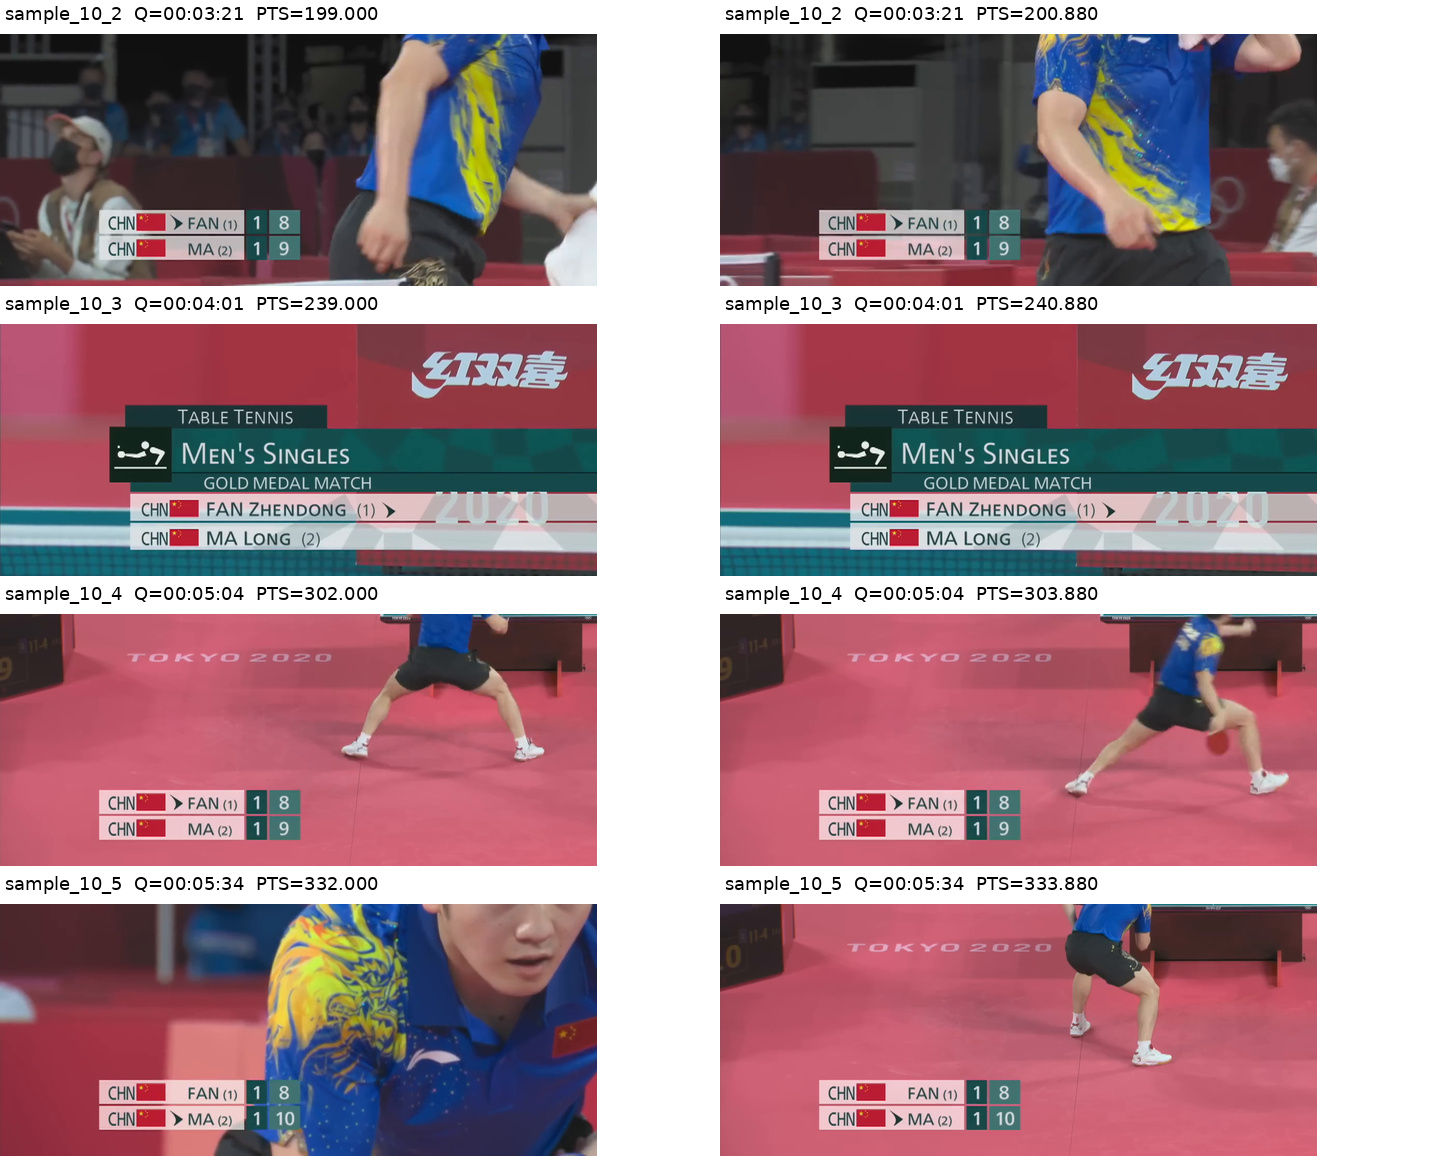 sample_10_2 Q=00:03:21 PTS=199.000
sample_10_2 Q=00:03:21 PTS=200.880
CHN FAN (1) 1 8
CHN MA (2) 1 9
CHN FAN (1) 1 8
CHN MA (2) 1 9
sample_10_3 Q=00:04:01 PTS=239.000
sample_10_3 Q=00:04:01 PTS=240.880
红双喜
TABLE TENNIS
MEN'S SINGLES
GOLD MEDAL MATCH
CHN FAN ZHENDONG (1)
2020
CHN MA LONG (2)
红双喜
TABLE TENNIS
MEN'S SINGLES
GOLD MEDAL MATCH
CHN FAN ZHENDONG (1)
2020
CHN MA LONG (2)
sample_10_4 Q=00:05:04 PTS=302.000
sample_10_4 Q=00:05:04 PTS=303.880
11-4
9
TOKYO 2020
CHN FAN (1) 1 8
CHN MA (2) 1 9
11-4
9
TOKYO 2020
CHN FAN (1) 1 8
CHN MA (2) 1 9
sample_10_5 Q=00:05:34 PTS=332.000
sample_10_5 Q=00:05:34 PTS=333.880
CHN FAN (1) 1 8
CHN MA (2) 1 10
11-4
TOKYO 2020
CHN FAN (1) 1 8
CHN MA (2) 1 10